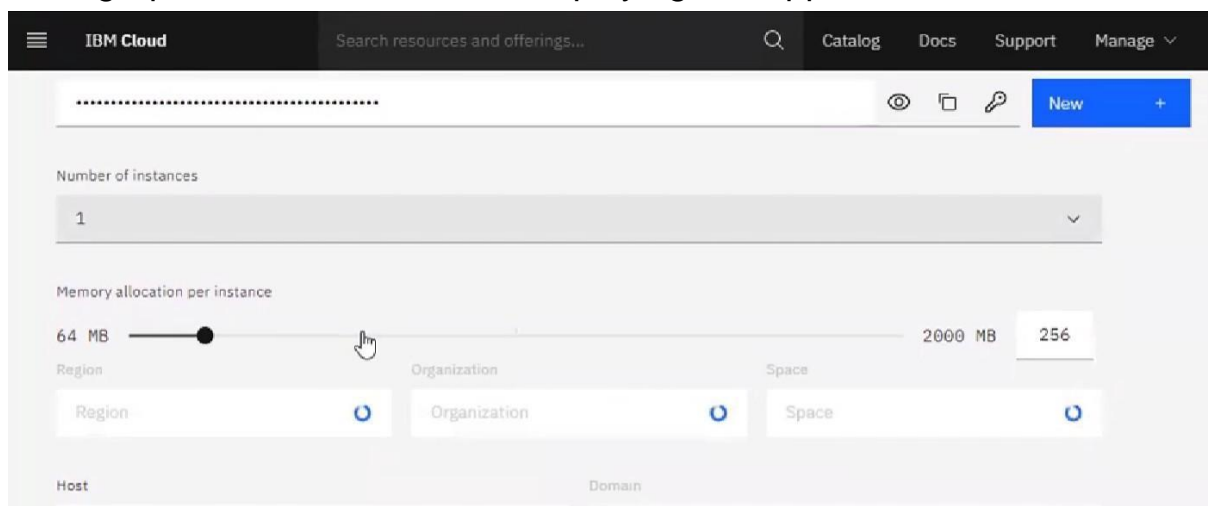 IBM Cloud Search resources and offerings... Catalog Docs Support Manage
•••••••••••••••••••••••••••••••••••••••••••• New +
Number of instances
1
Memory allocation per instance
64 MB 2000 MB 256
Region Organization Space
Region Organization Space
Host Domain